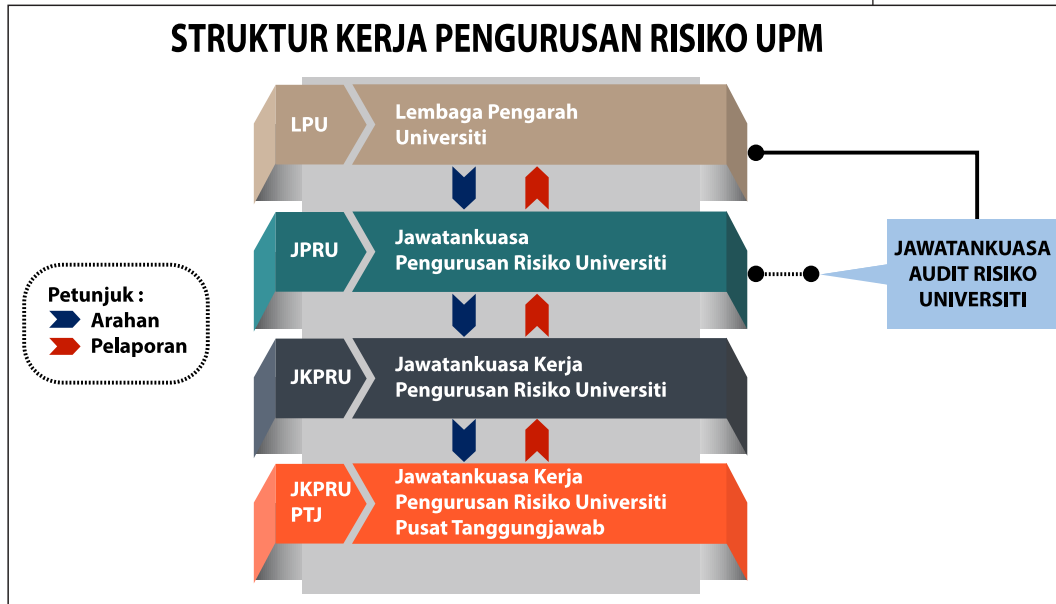 STRUKTUR KERJA PENGURUSAN RISIKO UPM
LPU
Lembaga Pengarah
Universiti
JPRU
Jawatankuasa
Pengurusan Risiko Universiti
JAWATANKUASA
AUDIT RISIKO
UNIVERSITI
Petunjuk :
Arahan
Pelaporan
JKPRU
Jawatankuasa Kerja
Pengurusan Risiko Universiti
JKPRU
PTJ
Jawatankuasa Kerja
Pengurusan Risiko Universiti
Pusat Tanggungjawab